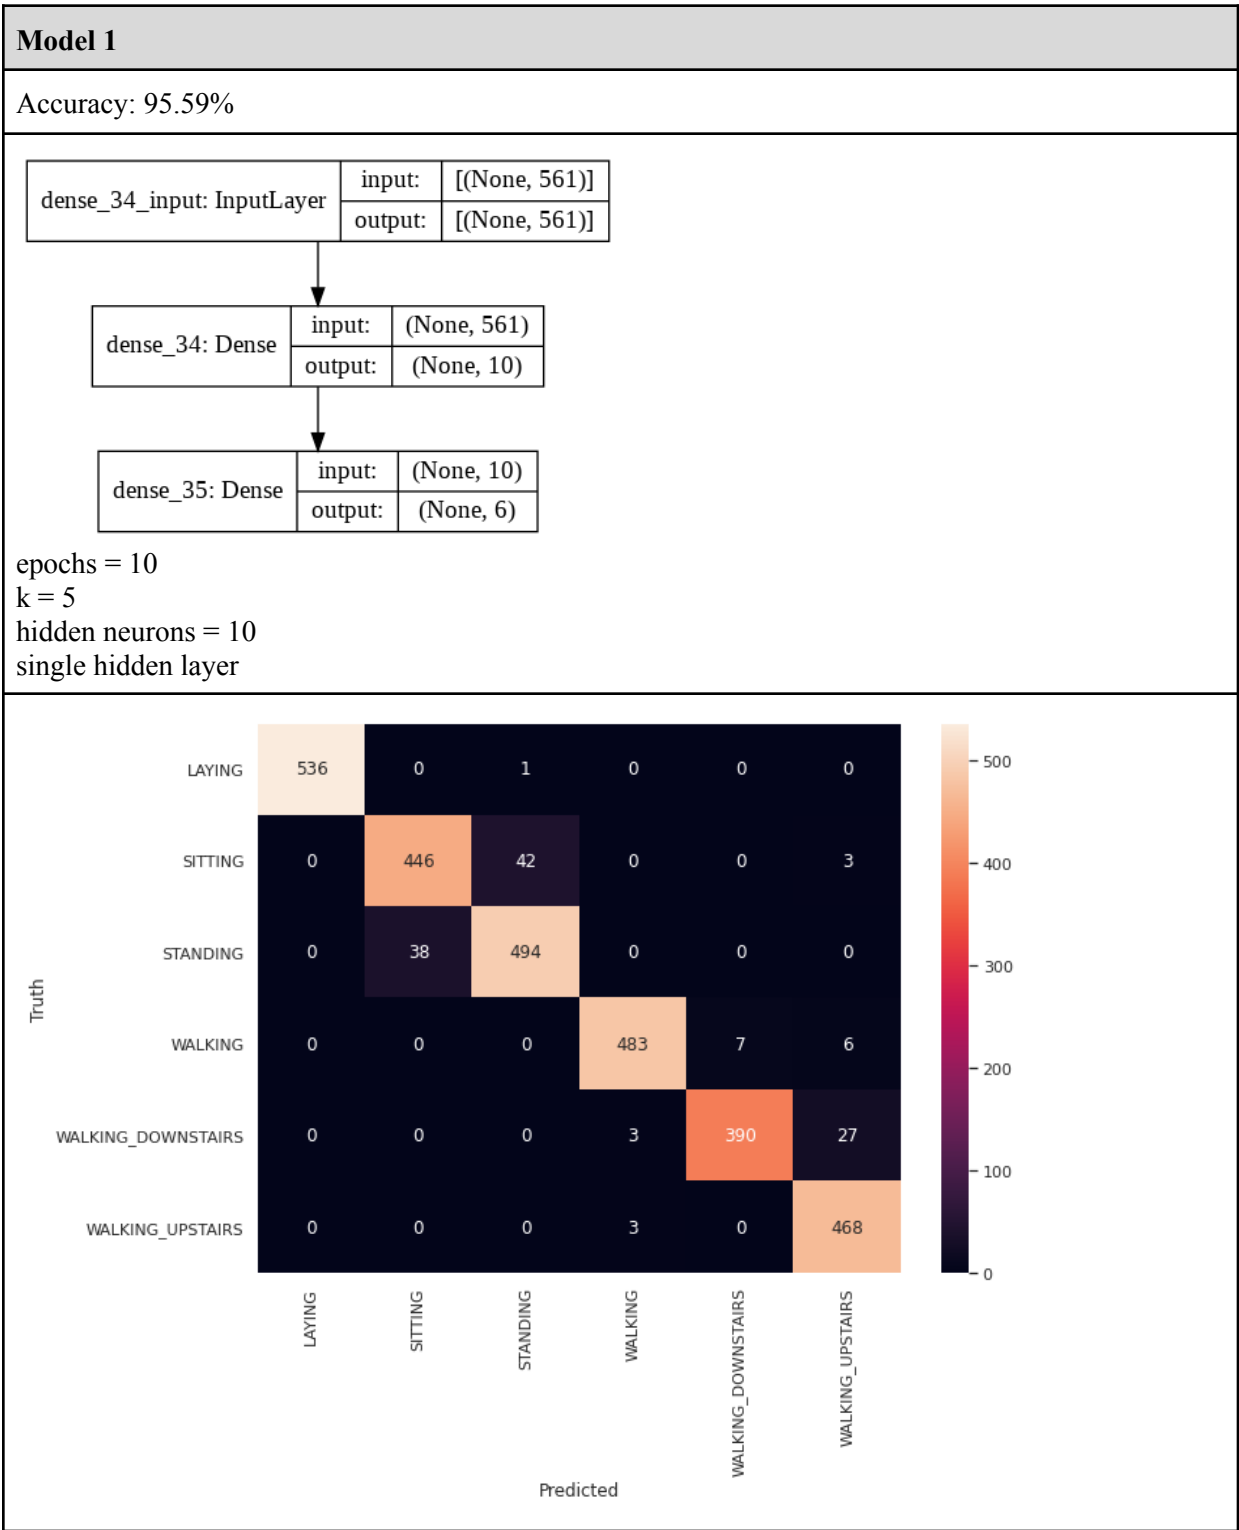 Model 1
Accuracy: 95.59%
dense_34_input: InputLayer
input: [(None, 561)]
output: [(None, 561)]
dense_34: Dense
input: (None, 561)
output: (None, 10)
dense_35: Dense
input: (None, 10)
output: (None, 6)
epochs = 10
k = 5
hidden neurons = 10
single hidden layer
LAYING 536 0 1 0 0 0
SITTING 0 446 42 0 0 3
STANDING 0 38 494 0 0 0
WALKING 0 0 0 483 7 6
WALKING_DOWNSTAIRS 0 0 0 3 390 27
WALKING_UPSTAIRS 0 0 0 3 0 468
Truth
500
400
300
200
100
0
LAYING
SITTING
STANDING
WALKING
WALKING_DOWNSTAIRS
WALKING_UPSTAIRS
Predicted